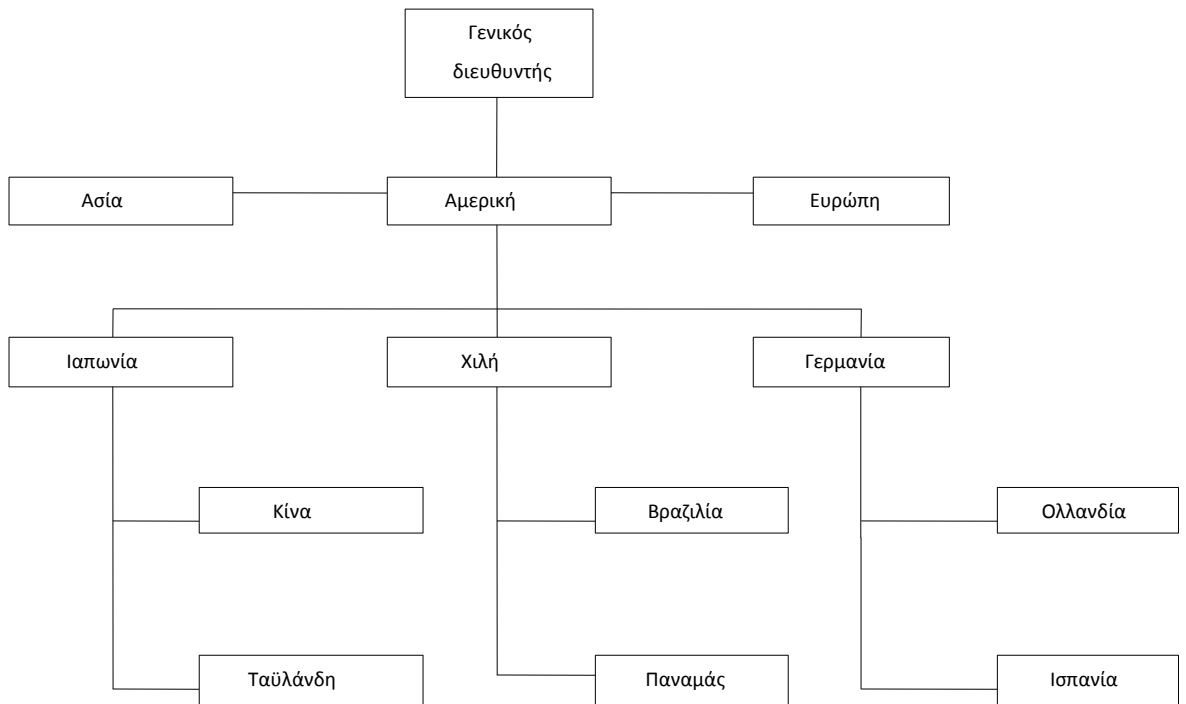 Γενικός
διευθυντής
Ασία
Αμερική
Ευρώπη
Ιαπωνία
Χιλή
Γερμανία
Κίνα
Βραζιλία
Ολλανδία
Ταϋλάνδη
Παναμάς
Ισπανία